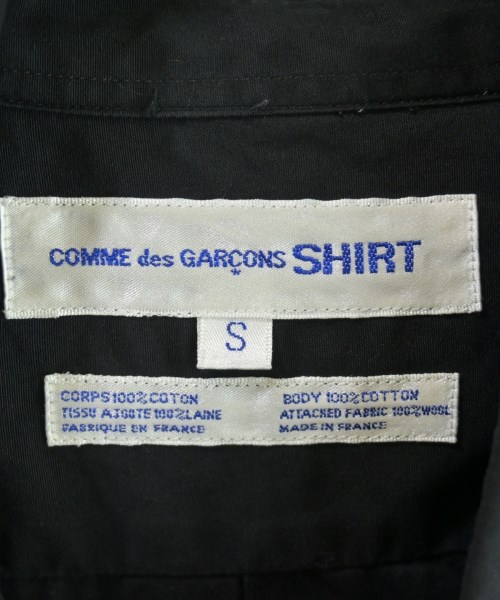 COMME des GARÇONS SHIRT
S
CORPS 100% COTON
TISSU AJOUTE 100% LAINE
FABRIQUE EN FRANCE
BODY 100% COTTON
ATTACHED FABRIC 100% WOOL
MADE IN FRANCE